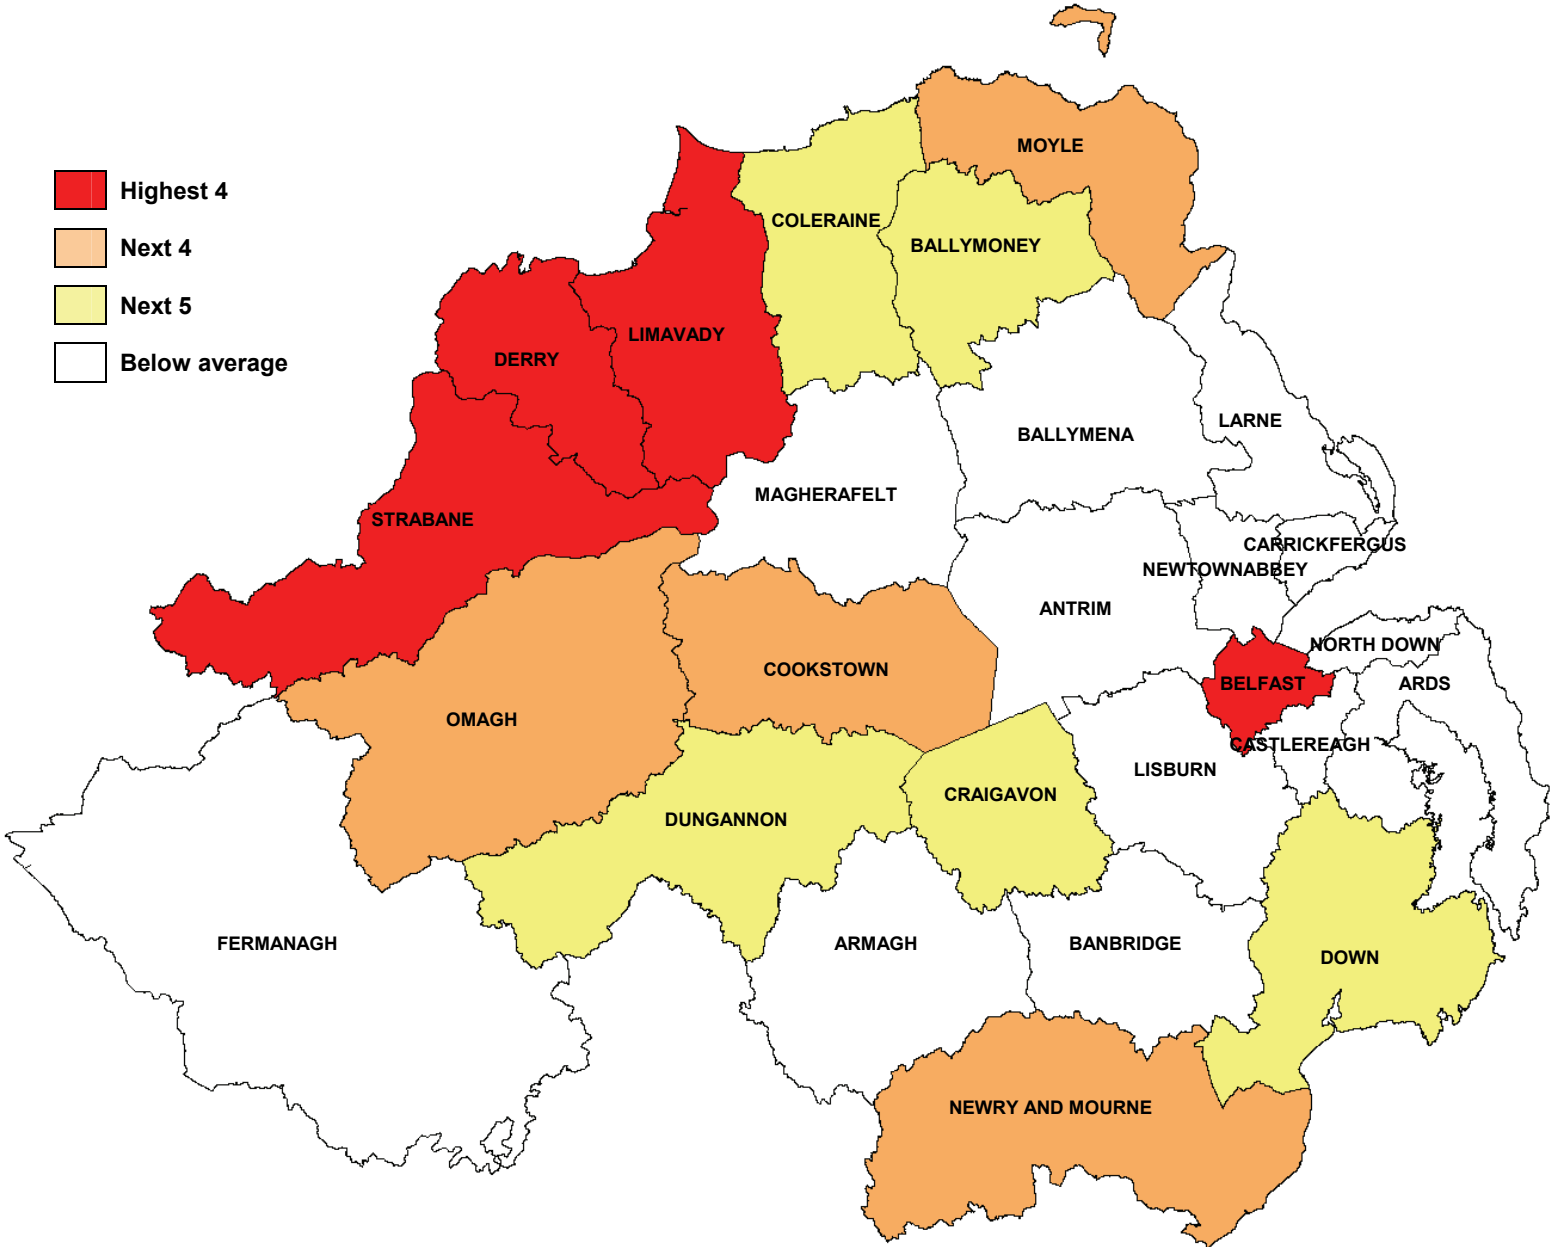 MOYLE
Highest 4
COLERAINE
Next 4
BALLYMONEY
Next 5
LIMAVADY
DERRY
Below average
LARNE
BALLYMENA
MAGHERAFELT
STRABANE
CARRICKFERGUS
NEWTOWNABBEY
ANTRIM
NORTH DOWN
COOKSTOWN
BELFAST
ARDS
OMAGH
CASTLEREAGH
LISBURN
CRAIGAVON
DUNGANNON
FERMANAGH
ARMAGH
BANBRIDGE
DOWN
NEWRY AND MOURNE